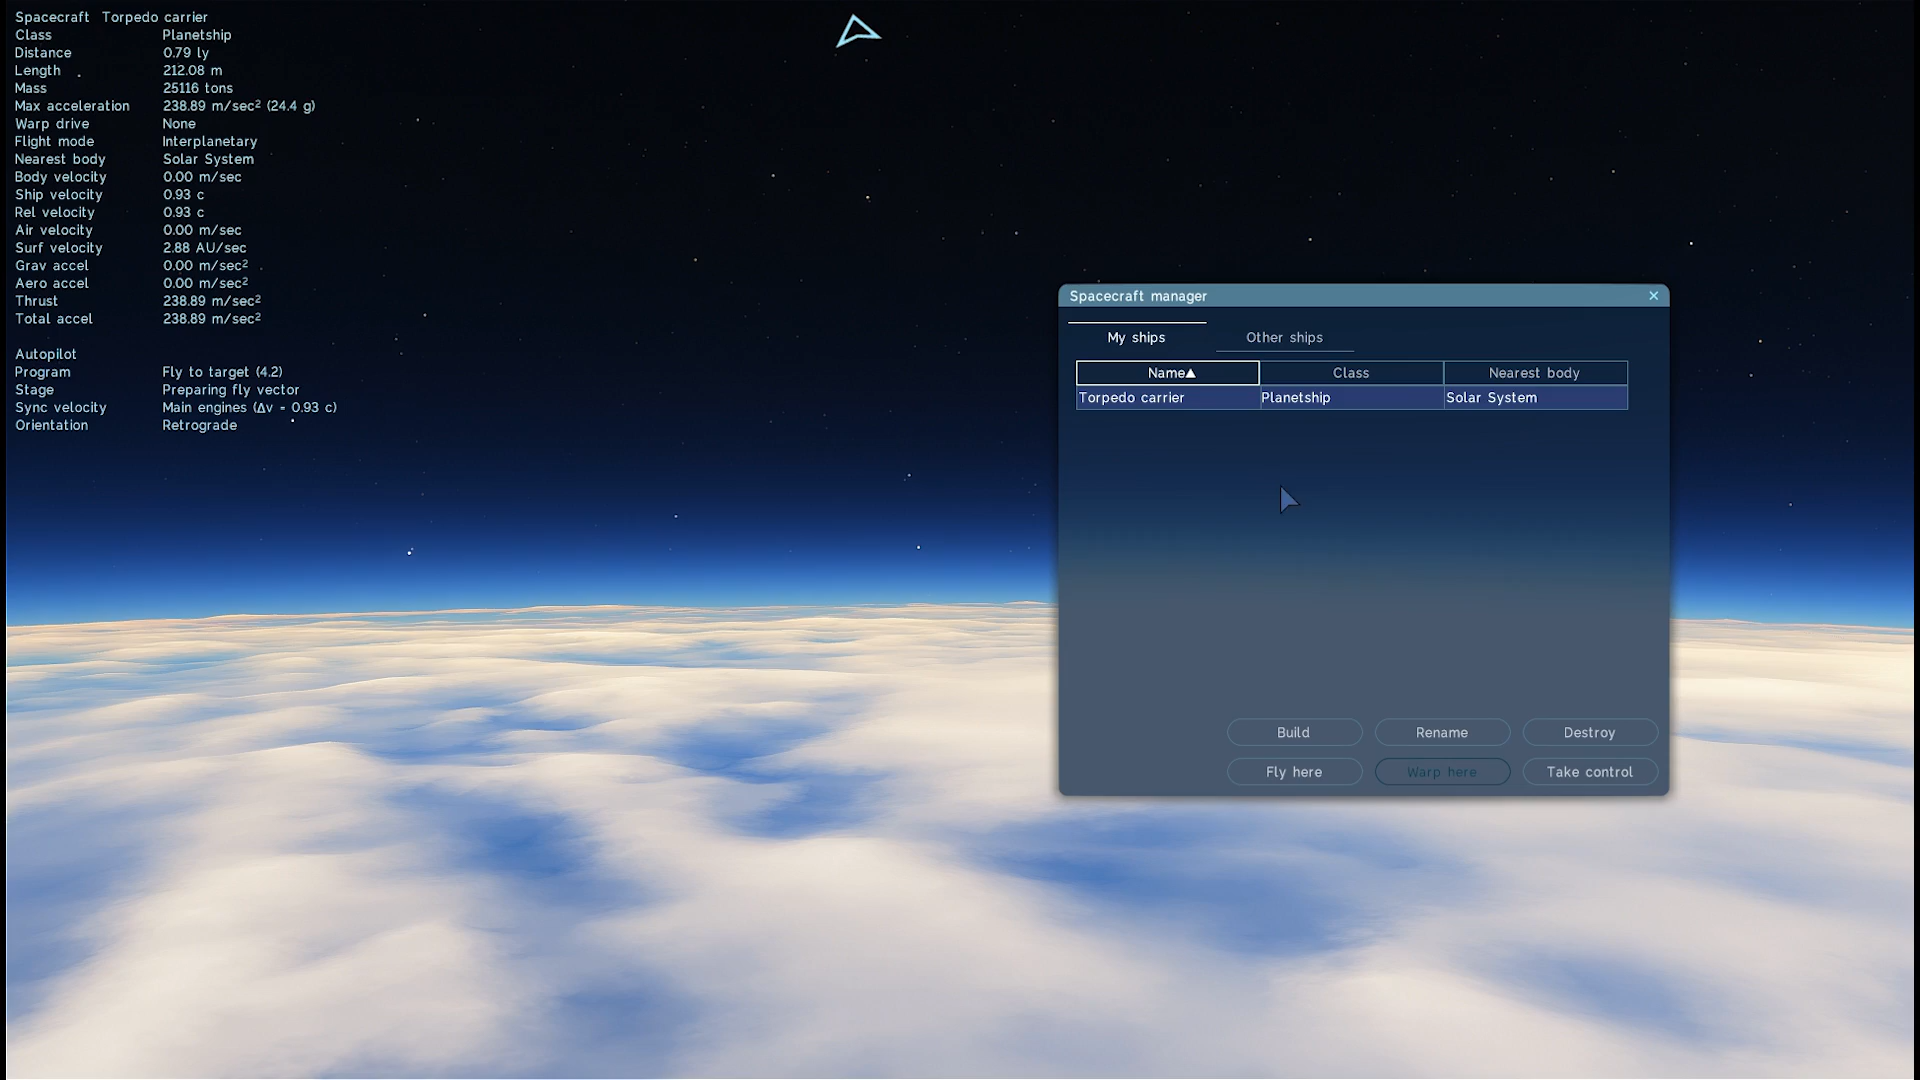 Spacecraft Torpedo carrier
Class Planetship
Distance 0.79 ly
Length 212.08 m
Mass 25116 tons
Max acceleration 238.89 m/sec² (24.4 g)
Warp drive None
Flight mode Interplanetary
Nearest body Solar System
Body velocity 0.00 m/sec
Ship velocity 0.93 c
Rel velocity 0.93 c
Air velocity 0.00 m/sec
Surf velocity 2.88 AU/sec
Grav accel 0.00 m/sec²
Aero accel 0.00 m/sec²
Thrust 238.89 m/sec²
Total accel 238.89 m/sec²
Autopilot
Program Fly to target (4.2)
Stage Preparing fly vector
Sync velocity Main engines (Δv = 0.93 c)
Orientation Retrograde
Spacecraft manager
My ships Other ships
Name▲ Class Nearest body
Torpedo carrier Planetship Solar System
Build Rename Destroy
Fly here Warp here Take control